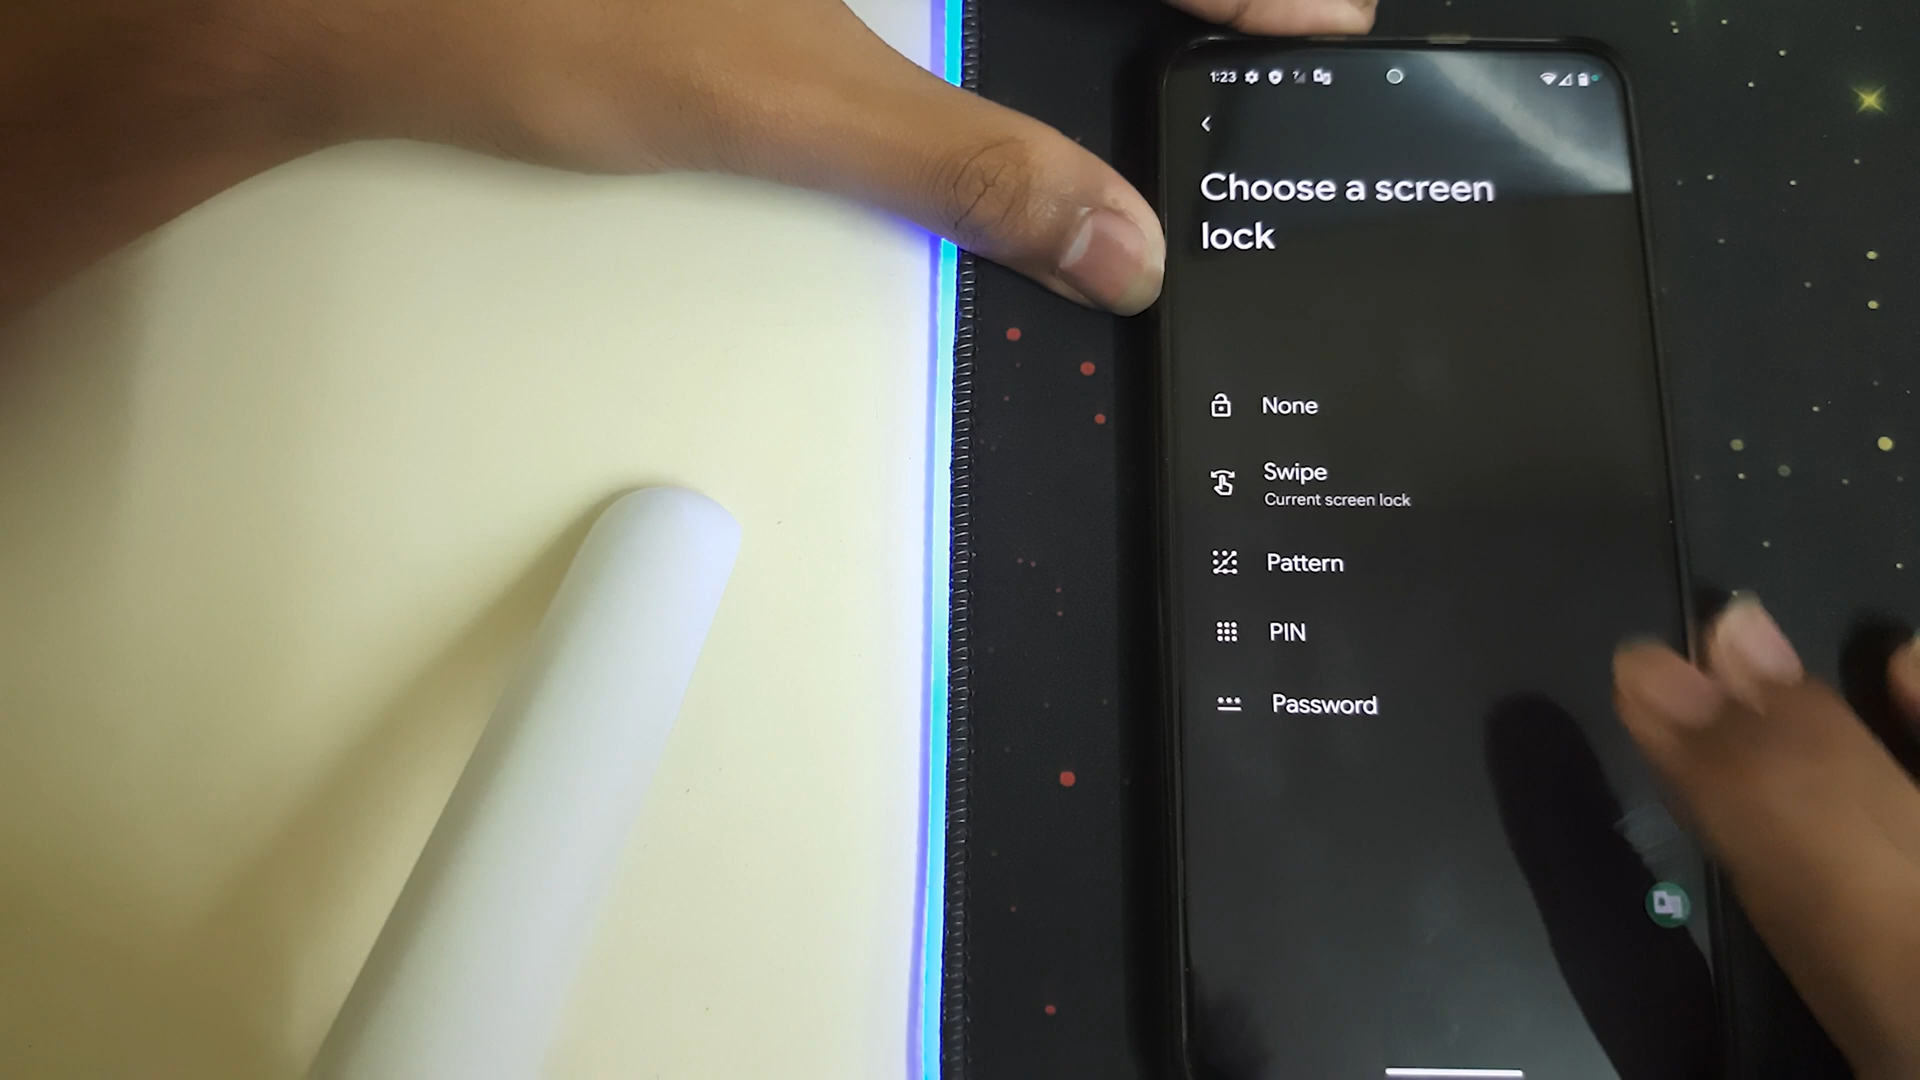 1:23
Choose a screen
lock
None
Swipe
Current screen lock
Pattern
PIN
Password